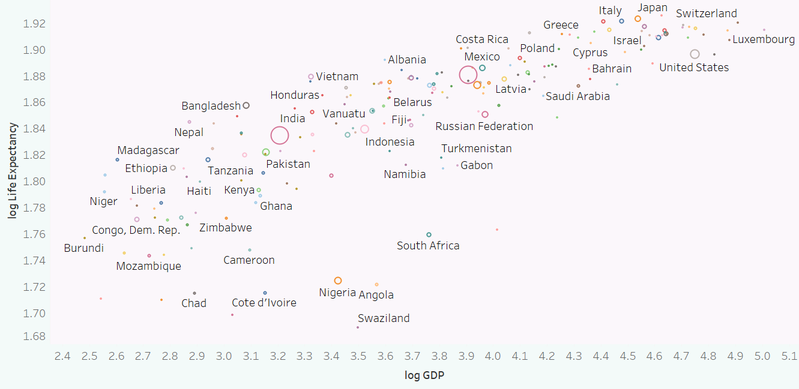 1.92
1.90
1.88
1.86
1.84
1.82
1.80
1.78
1.76
1.74
1.72
1.70
1.68
log Life Expectancy
Italy
Japan
Switzerland
Greece
Costa Rica
Israel
Luxembourg
Poland
Cyprus
Mexico
United States
Albania
Bahrain
Vietnam
Latvia
Saudi Arabia
Honduras
Belarus
Bangladesh
Vanuatu
India
Fiji
Russian Federation
Nepal
Indonesia
Madagascar
Turkmenistan
Ethiopia
Pakistan
Gabon
Tanzania
Namibia
Liberia
Haiti
Kenya
Niger
Ghana
Congo, Dem. Rep.
Zimbabwe
Burundi
South Africa
Mozambique
Cameroon
Nigeria
Angola
Chad
Cote d'Ivoire
Swaziland
2.4 2.5 2.6 2.7 2.8 2.9 3.0 3.1 3.2 3.3 3.4 3.5 3.6 3.7 3.8 3.9 4.0 4.1 4.2 4.3 4.4 4.5 4.6 4.7 4.8 4.9 5.0 5.1
log GDP